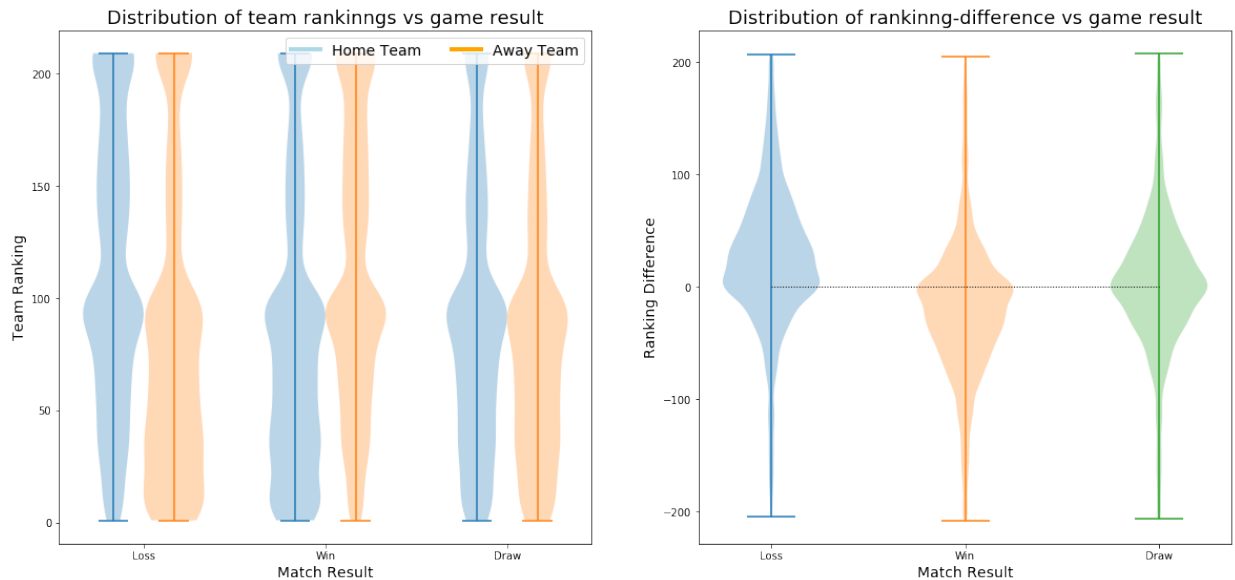 Distribution of team rankinngs vs game result
Home Team
Away Team
200
150
100
50
0
Team Ranking
Loss
Win
Draw
Match Result
Distribution of rankinng-difference vs game result
200
100
0
−100
−200
Ranking Difference
Loss
Win
Draw
Match Result